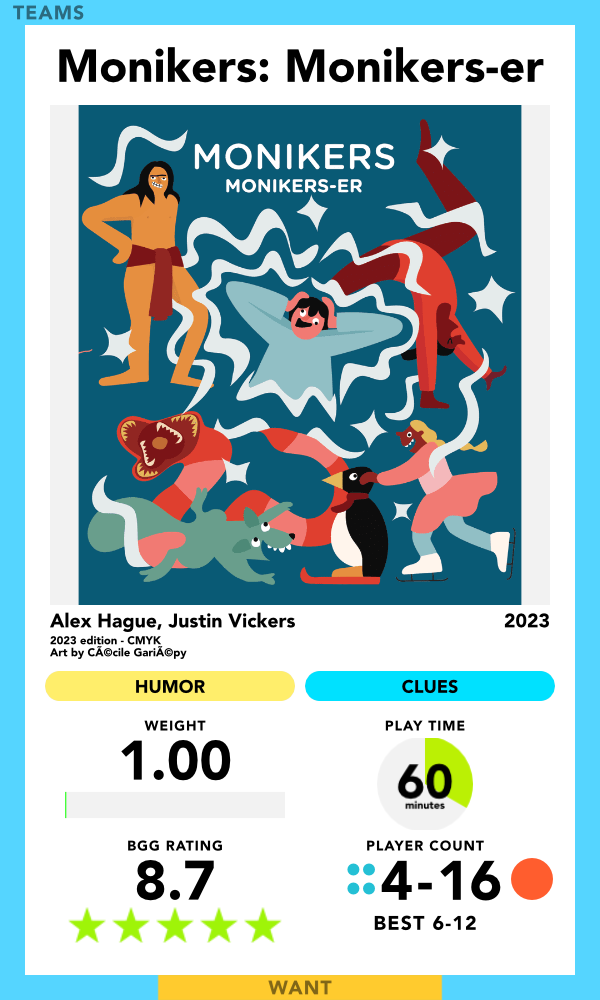 TEAMS
Monikers: Monikers-er
MONIKERS
MONIKERS-ER
Alex Hague, Justin Vickers 2023
2023 edition - CMYK
Art by CÃ©cile GariÃ©py
HUMOR CLUES
WEIGHT PLAY TIME
1.00 60
minutes
BGG RATING PLAYER COUNT
8.7 4-16
BEST 6-12
WANT